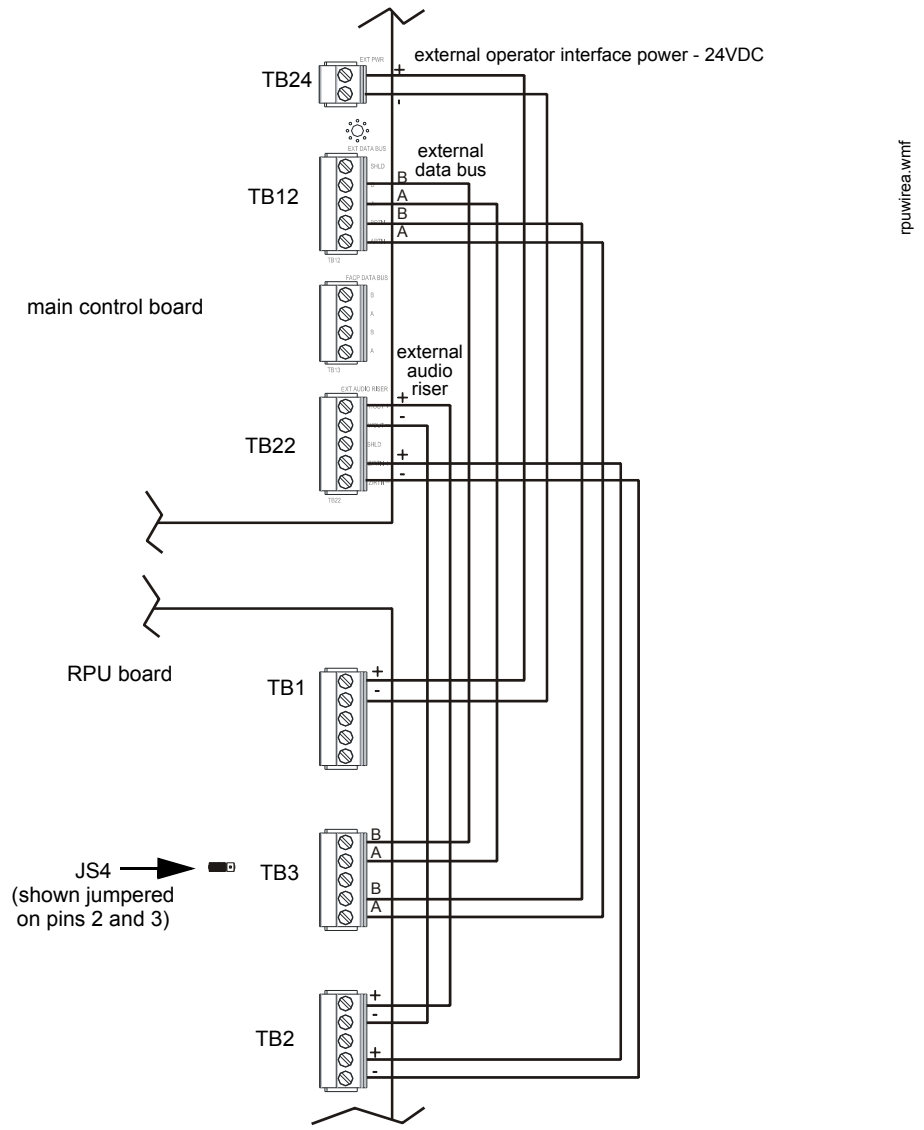 EXT PWR
external operator interface power - 24VDC
TB24
+
-
EXT DATA BUS
external
data bus
SHLD
TB12
B
A
B
A
TB12
FACP DATA BUS
B
A
B
A
TB13
main control board
external
audio
riser
EXT AUDIO RISER
+
-
SHLD
+
-
TB22
TB22
RPU board
TB1
+
-
JS4
(shown jumpered
on pins 2 and 3)
TB3
B
A
B
A
TB2
+
-
+
-
rpuwirea.wmf